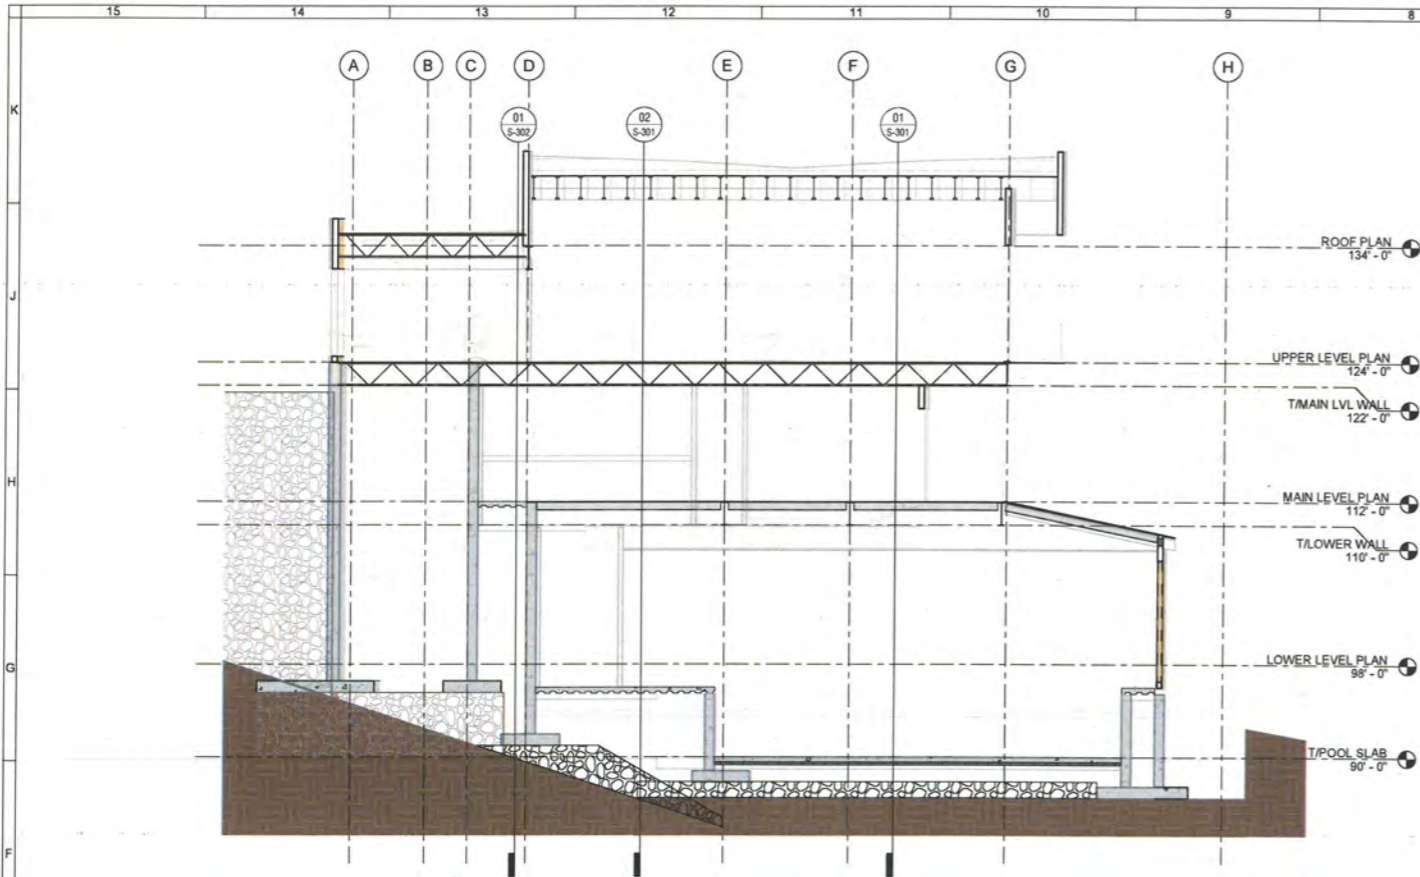 15 14 13 12 11 10 9 8
A B C D E F G H
01
S-302
02
S-301
01
S-301
K
J
H
G
F
ROOF PLAN
134' - 0"
UPPER LEVEL PLAN
124' - 0"
T/MAIN LVL WALL
122' - 0"
MAIN LEVEL PLAN
112' - 0"
T/LOWER WALL
110' - 0"
LOWER LEVEL PLAN
98' - 0"
T/POOL SLAB
90' - 0"